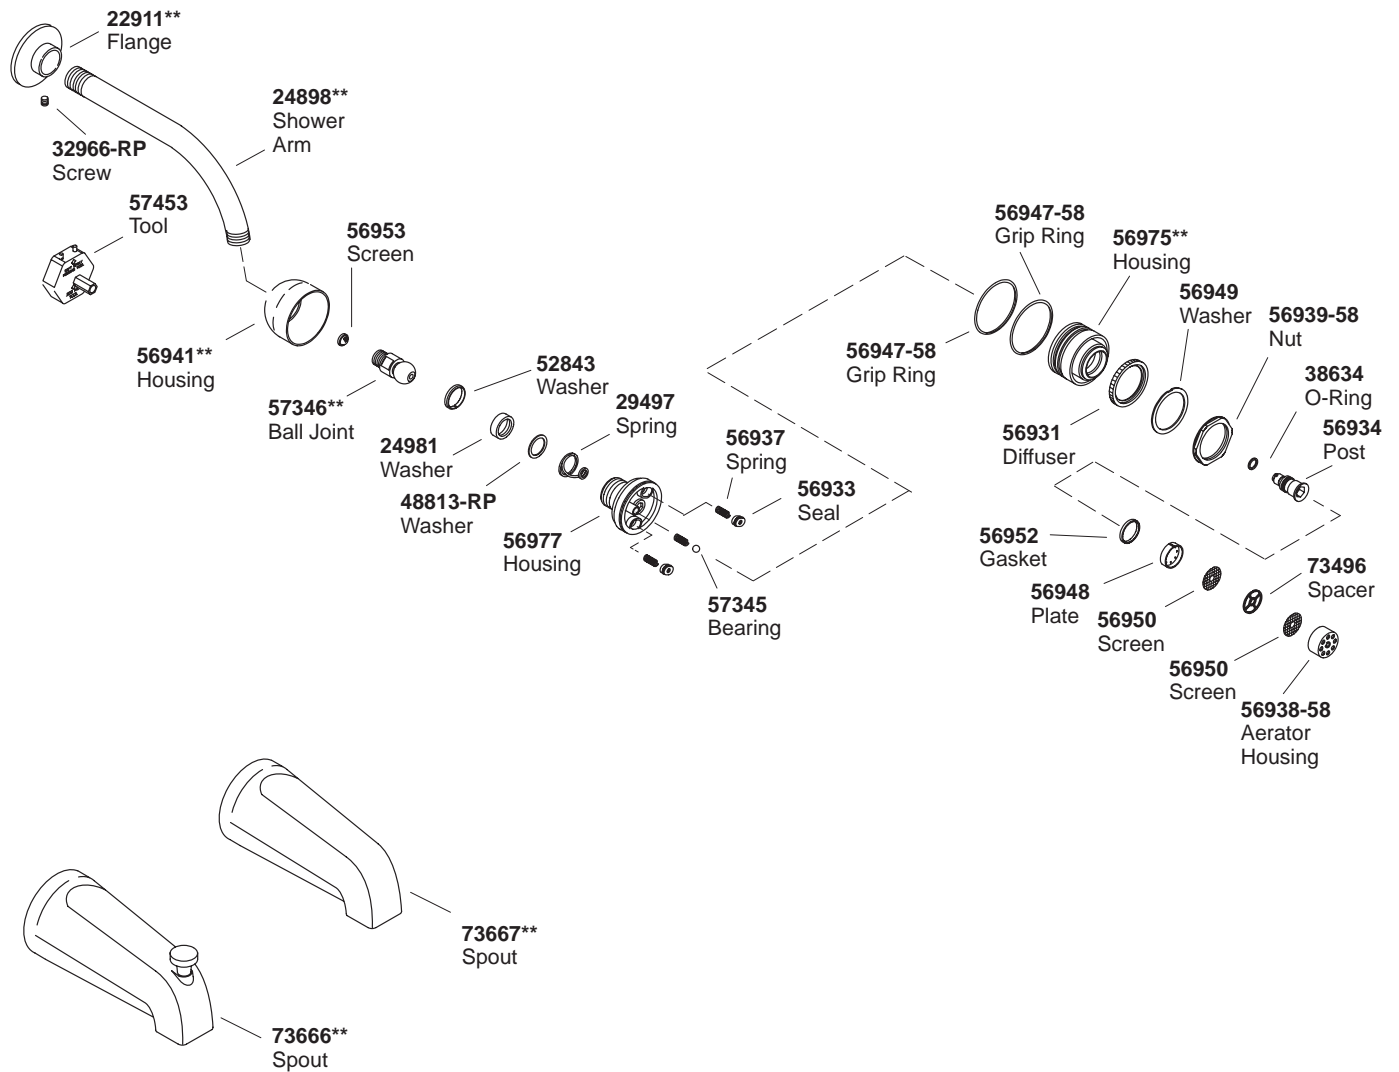 22911**
Flange
24898**
Shower
Arm
32966-RP
Screw
57453
Tool
56953
Screen
56941**
Housing
57346**
Ball Joint
52843
Washer
24981
Washer
29497
Spring
48813-RP
Washer
56937
Spring
56933
Seal
56977
Housing
57345
Bearing
56947-58
Grip Ring
56947-58
Grip Ring
56975**
Housing
56949
Washer
56939-58
Nut
38634
O-Ring
56934
Post
56931
Diffuser
56952
Gasket
56948
Plate
56950
Screen
73496
Spacer
56950
Screen
56938-58
Aerator
Housing
73667**
Spout
73666**
Spout